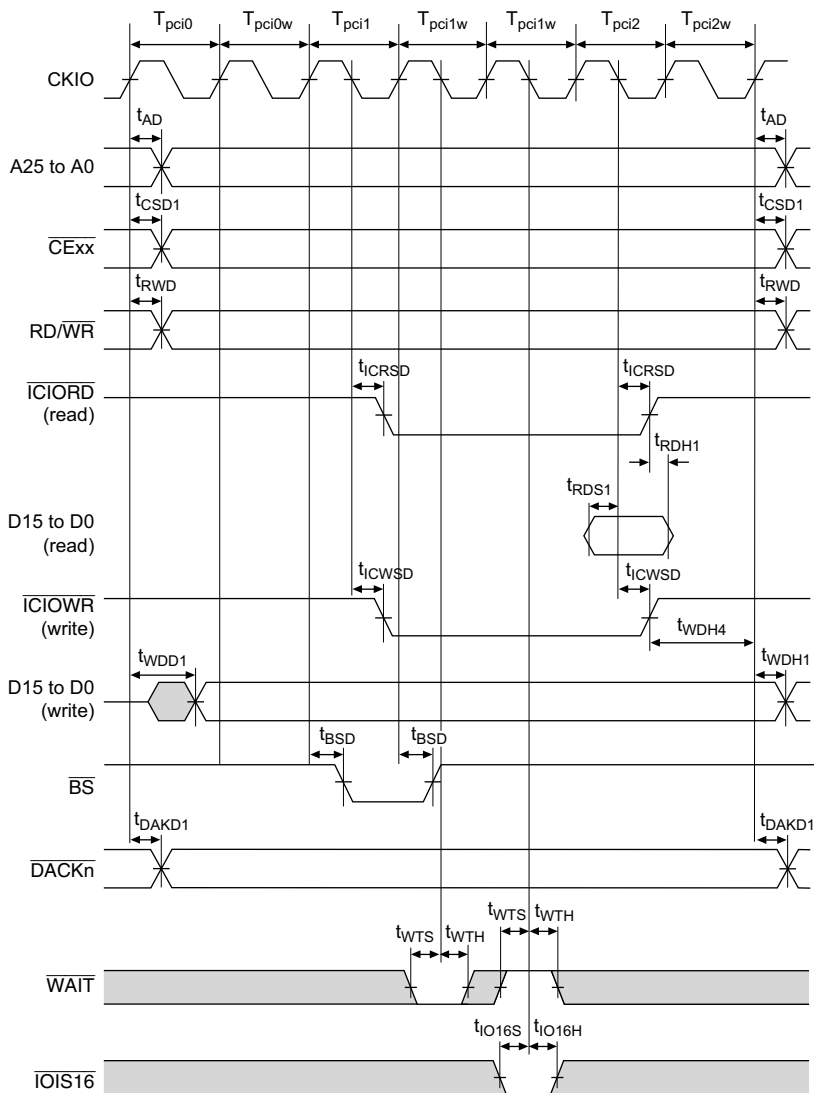 Tpci0 Tpci0w Tpci1 Tpci1w Tpci1w Tpci2 Tpci2w
CKIO
tAD tAD
A25 to A0
tCSD1 tCSD1
CExx
tRWD tRWD
RD/WR
tICRSD tICRSD
ICIORD
(read)
tRDH1
tRDS1
D15 to D0
(read)
tICWSD tICWSD
ICIOWR
(write)
tWDH4
tWDD1 tWDH1
D15 to D0
(write)
tBSD tBSD
BS
tDAKD1 tDAKD1
DACKn
tWTS tWTH tWTS tWTH
WAIT
tIO16S tIO16H
IOIS16